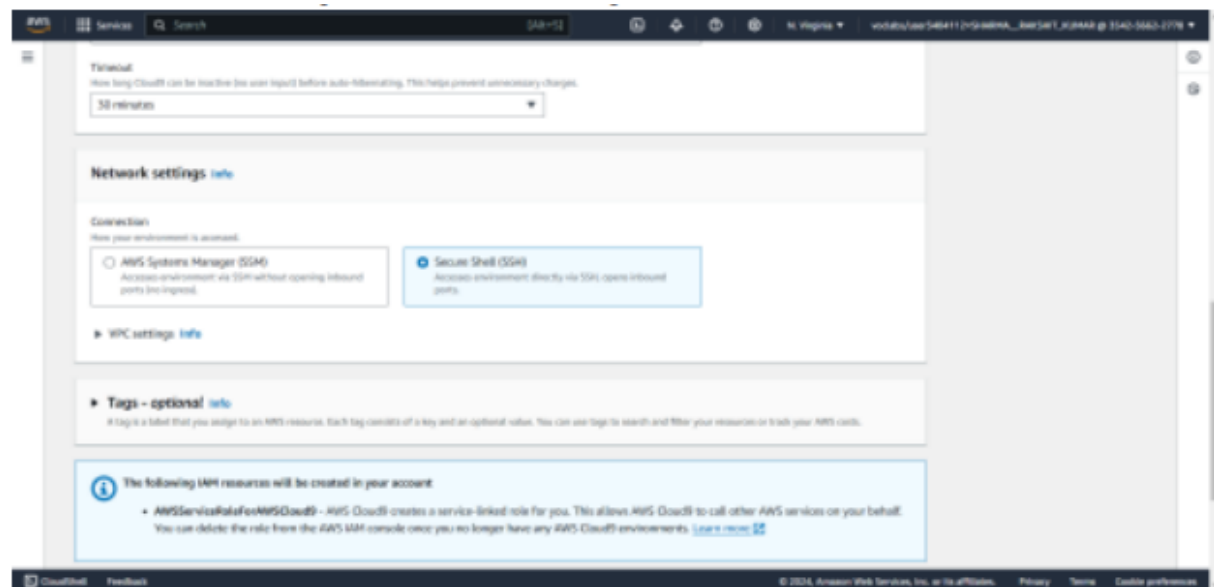 aws Services Search [Alt+S] N. Virginia
Timeout
How long Cloud9 can be inactive (no user input) before auto-hibernating. This helps prevent unnecessary charges.
30 minutes
Network settings Info
Connection
How your environment is accessed.
AWS Systems Manager (SSM)
Accesses environment via SSM without opening inbound
ports (no ingress).
Secure Shell (SSH)
Accesses environment directly via SSH, opens inbound
ports.
VPC settings Info
Tags - optional Info
A tag is a label that you assign to an AWS resource. Each tag consists of a key and an optional value. You can use tags to search and filter your resources or track your AWS costs.
The following IAM resources will be created in your account
• AWSServiceRoleForAWSCloud9 - AWS Cloud9 creates a service-linked role for you. This allows AWS Cloud9 to call other AWS services on your behalf.
You can delete the role from the AWS IAM console once you no longer have any AWS Cloud9 environments. Learn more
CloudShell Feedback © 2024, Amazon Web Services, Inc. or its affiliates. Privacy Terms Cookie preferences